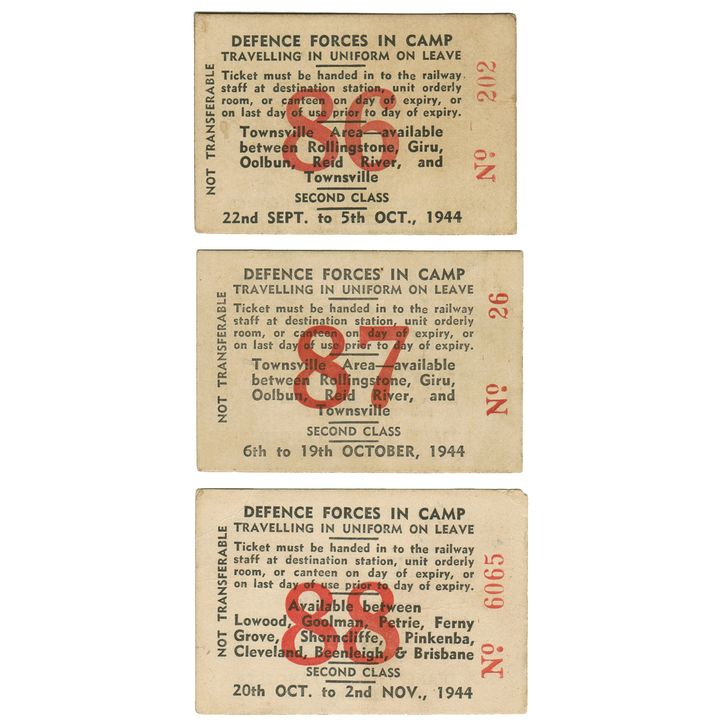 DEFENCE FORCES IN CAMP
TRAVELLING IN UNIFORM ON LEAVE
Ticket must be handed in to the railway
staff at destination station, unit orderly
room, or canteen on day of expiry, or
on last day of use prior to day of expiry.
86
Townsville Area—available
between Rollingstone, Giru,
Oolbun, Reid River, and
Townsville
SECOND CLASS
22nd SEPT. to 5th OCT., 1944
NOT TRANSFERABLE
Nº 202
DEFENCE FORCES IN CAMP
TRAVELLING IN UNIFORM ON LEAVE
Ticket must be handed in to the railway
staff at destination station, unit orderly
room, or canteen on day of expiry, or
on last day of use prior to day of expiry.
87
Townsville Area—available
between Rollingstone, Giru,
Oolbun, Reid River, and
Townsville
SECOND CLASS
6th to 19th OCTOBER, 1944
NOT TRANSFERABLE
Nº 26
DEFENCE FORCES IN CAMP
TRAVELLING IN UNIFORM ON LEAVE
Ticket must be handed in to the railway
staff at destination station, unit orderly
room, or canteen on day of expiry, or
on last day of use prior to day of expiry.
88
Available between
Lowood, Goolman, Petrie, Ferny
Grove, Shorncliffe, Pinkenba,
Cleveland, Beenleigh, & Brisbane
SECOND CLASS
20th OCT. to 2nd NOV., 1944
NOT TRANSFERABLE
Nº 6065